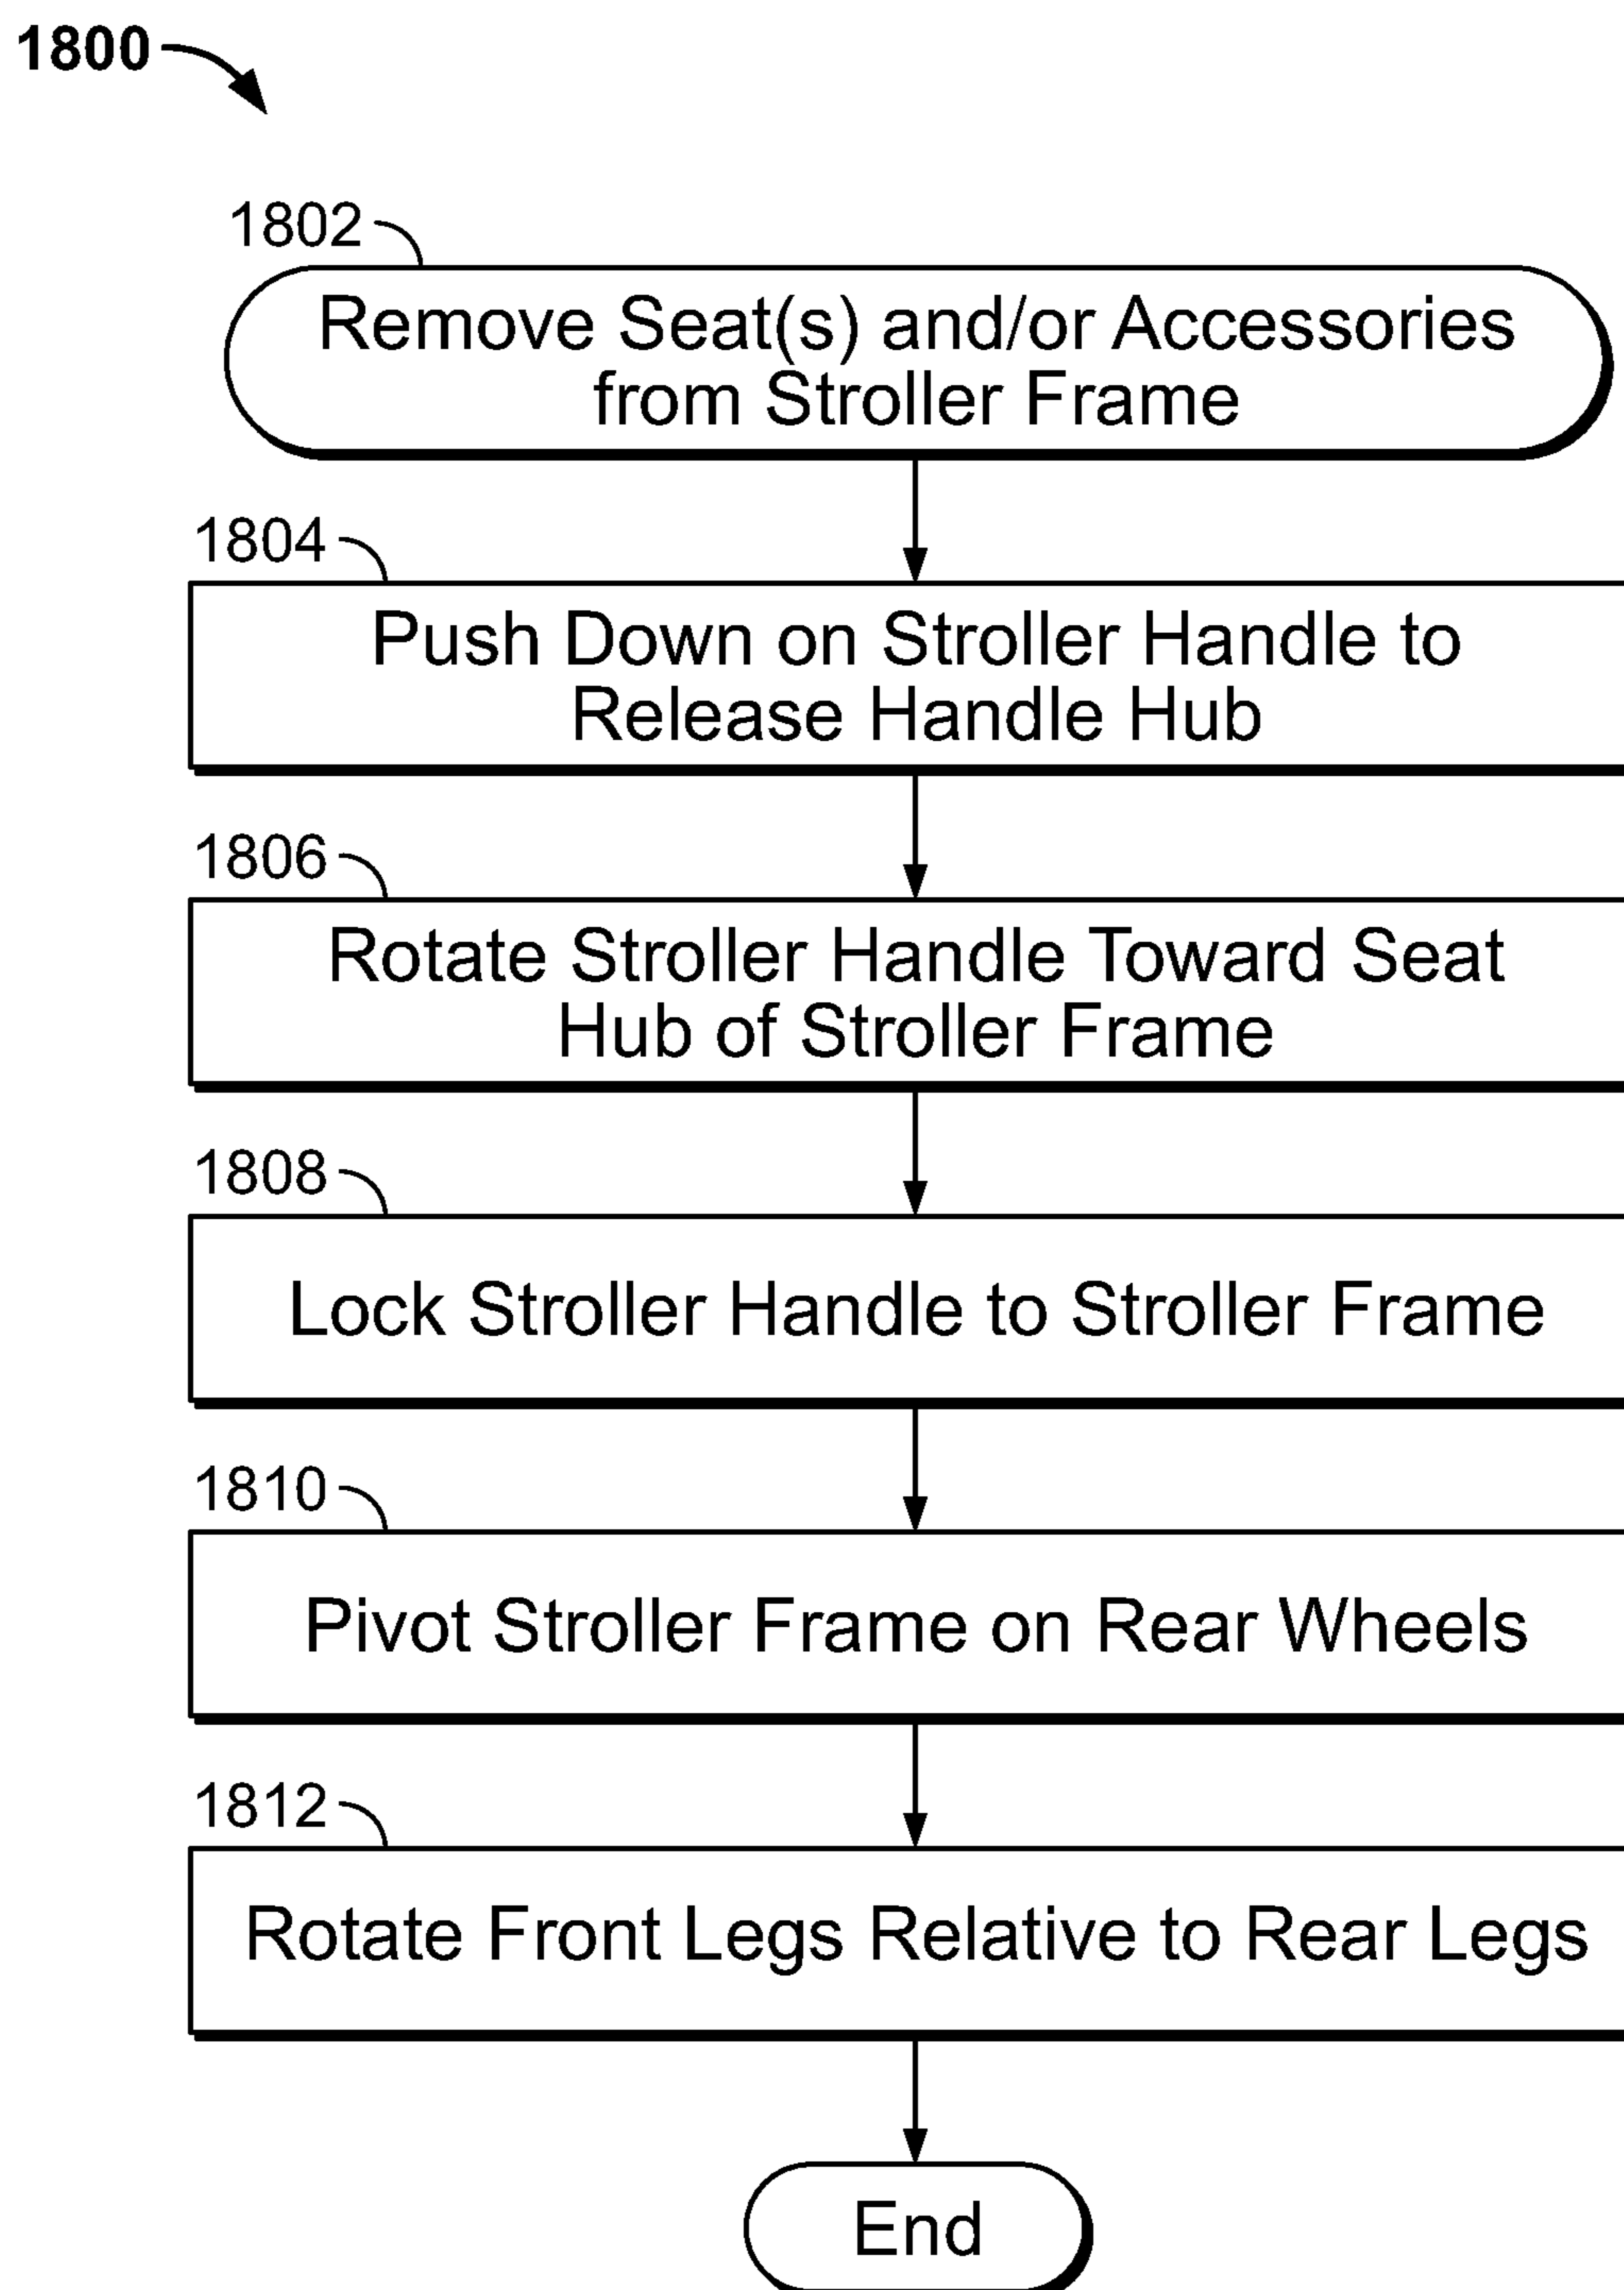 1800
1802
Remove Seat(s) and/or Accessories
from Stroller Frame
1804
Push Down on Stroller Handle to
Release Handle Hub
1806
Rotate Stroller Handle Toward Seat
Hub of Stroller Frame
1808
Lock Stroller Handle to Stroller Frame
1810
Pivot Stroller Frame on Rear Wheels
1812
Rotate Front Legs Relative to Rear Legs
End